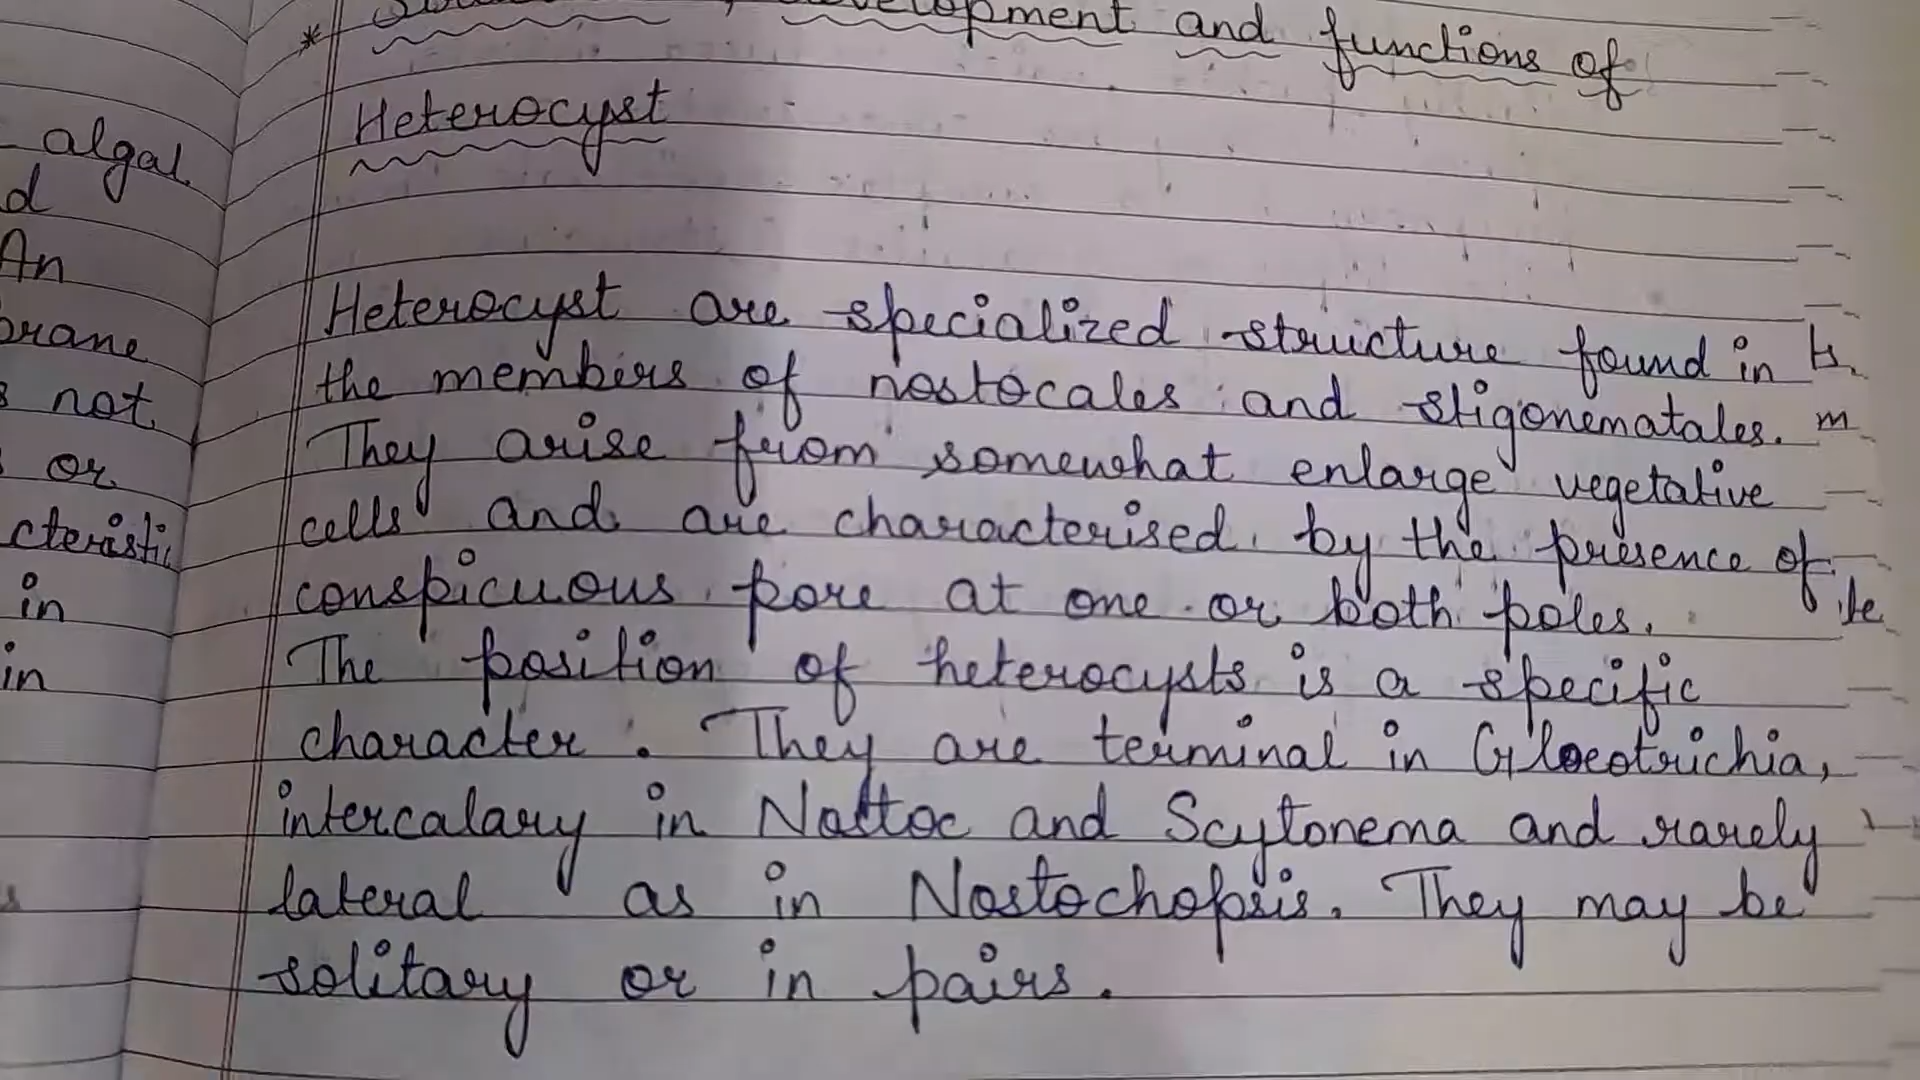 * development and functions of
Heterocyst
Heterocyst are specialized structure found in
the members of nostocales and stigonematales.
They arise from somewhat enlarge vegetative
cells and are characterised by the presence of
conspicuous pore at one or both poles.
The position of heterocysts is a specific
character. They are terminal in Gloeotrichia,
intercalary in Nostoc and Scytonema and rarely
lateral as in Nostochopsis. They may be
solitary or in pairs.
algal
d
An
brane
not
or
cteristic
in
in